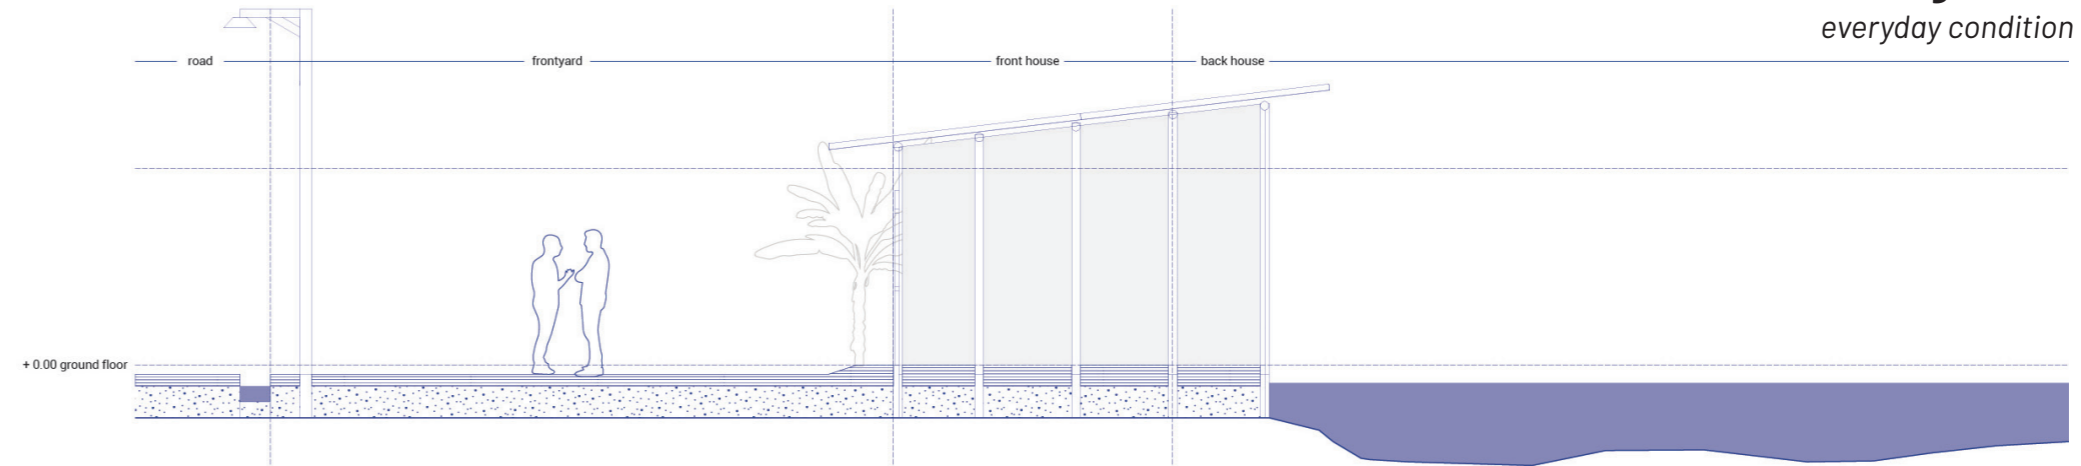 everyday condition
road
frontyard
front house
back house
+ 0.00 ground floor